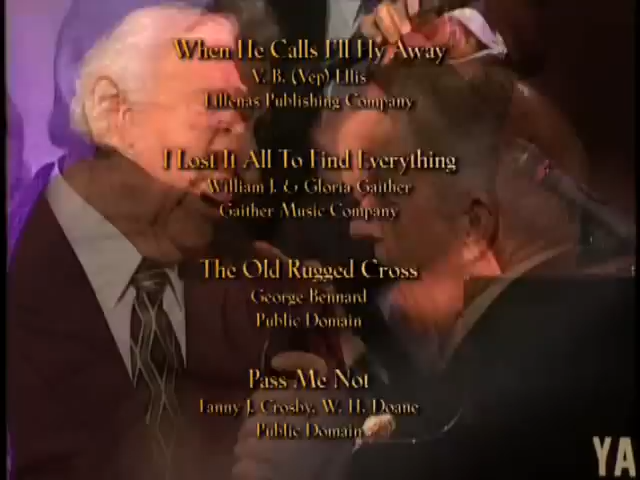 When He Calls I'll Fly Away
V. B. (Vep) Ellis
Lillenas Publishing Company
I Lost It All To Find Everything
William J. & Gloria Gaither
Gaither Music Company
The Old Rugged Cross
George Bennard
Public Domain
Pass Me Not
Fanny J. Crosby, W. H. Doane
Public Domain
YA